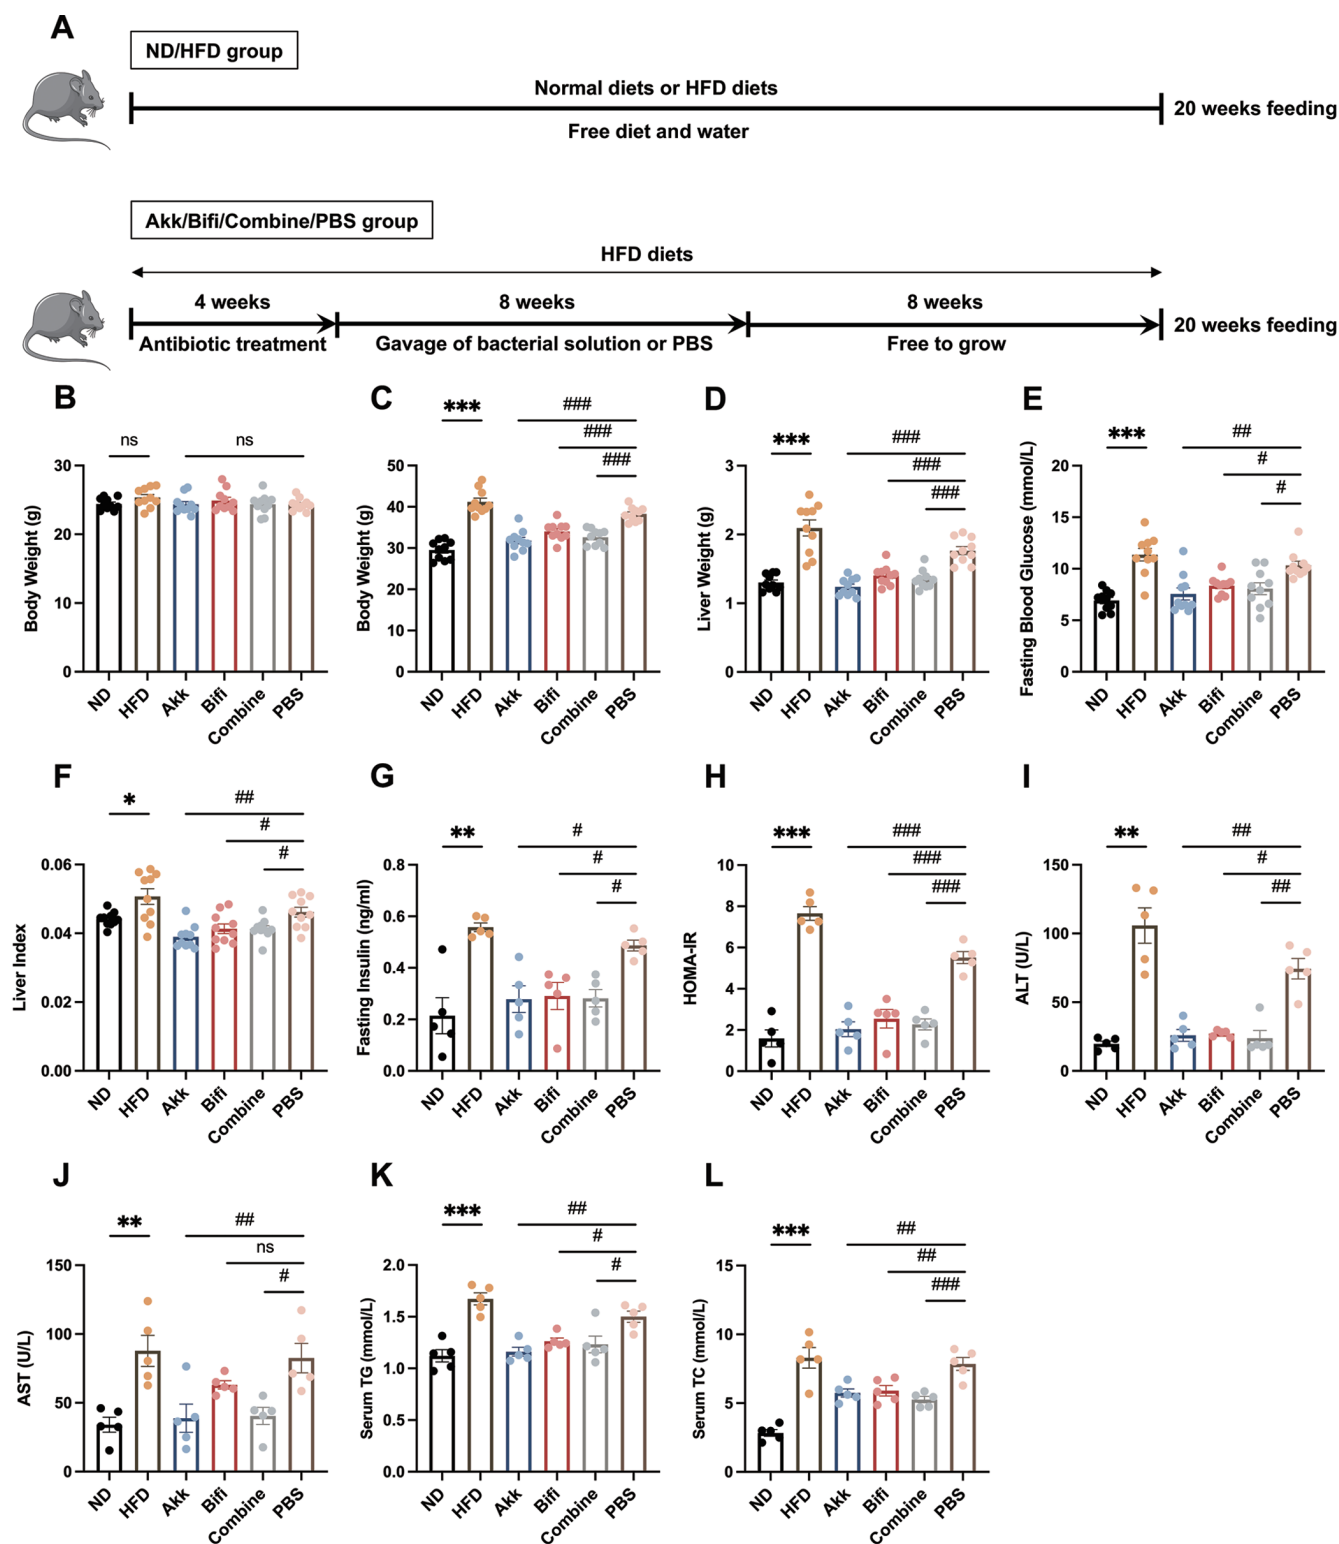 A
ND/HFD group
Normal diets or HFD diets
Free diet and water
20 weeks feeding
Akk/Bifi/Combine/PBS group
HFD diets
4 weeks
8 weeks
8 weeks
Antibiotic treatment
Gavage of bacterial solution or PBS
Free to grow
20 weeks feeding
B
ns
ns
Body Weight (g)
30
20
10
0
ND
HFD
Akk
Bifi
Combine
PBS
C
***
###
###
###
Body Weight (g)
50
40
30
20
10
0
ND
HFD
Akk
Bifi
Combine
PBS
D
***
###
###
###
Liver Weight (g)
3
2
1
0
ND
HFD
Akk
Bifi
Combine
PBS
E
***
##
#
#
Fasting Blood Glucose (mmol/L)
20
15
10
5
0
ND
HFD
Akk
Bifi
Combine
PBS
F
*
##
#
#
Liver Index
0.06
0.04
0.02
0.00
ND
HFD
Akk
Bifi
Combine
PBS
G
**
#
#
#
Fasting Insulin (ng/ml)
0.8
0.6
0.4
0.2
0.0
ND
HFD
Akk
Bifi
Combine
PBS
H
***
###
###
###
HOMA-IR
10
8
6
4
2
0
ND
HFD
Akk
Bifi
Combine
PBS
I
**
##
#
##
ALT (U/L)
150
100
50
0
ND
HFD
Akk
Bifi
Combine
PBS
J
**
##
ns
#
AST (U/L)
150
100
50
0
ND
HFD
Akk
Bifi
Combine
PBS
K
***
##
#
#
Serum TG (mmol/L)
2.0
1.5
1.0
0.5
0.0
ND
HFD
Akk
Bifi
Combine
PBS
L
***
##
##
###
Serum TC (mmol/L)
15
10
5
0
ND
HFD
Akk
Bifi
Combine
PBS